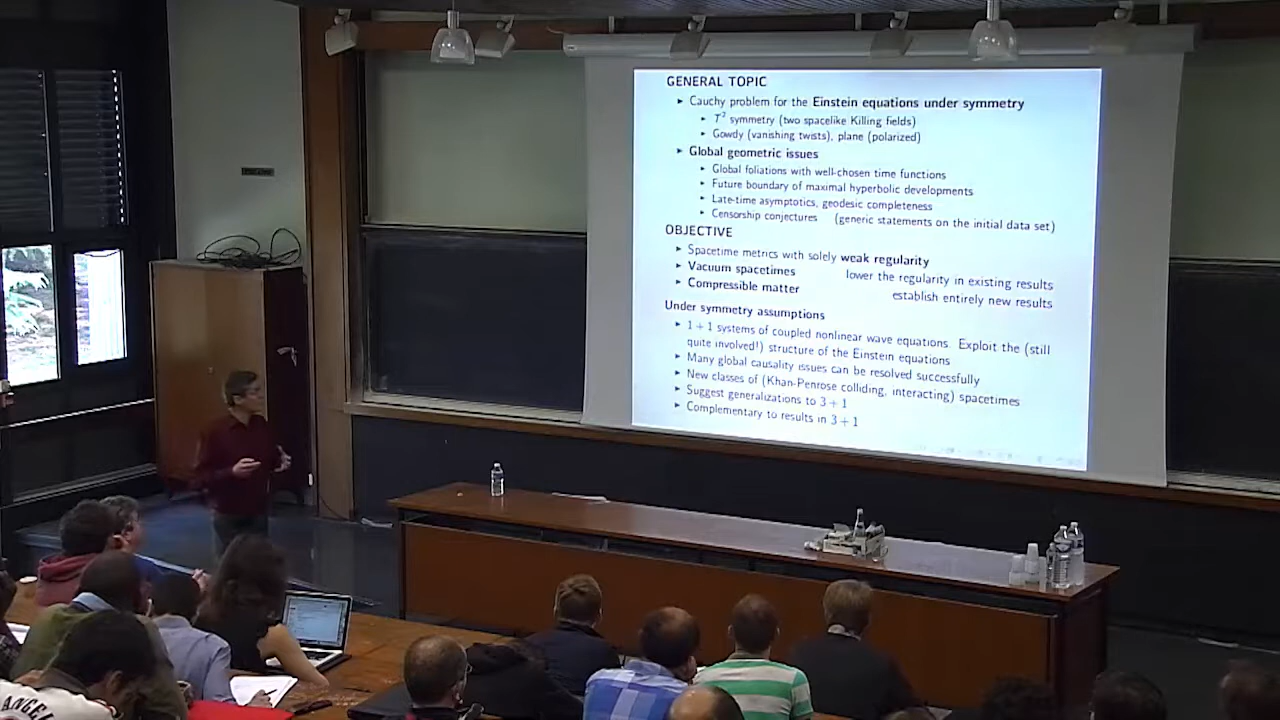 GENERAL TOPIC
▸ Cauchy problem for the Einstein equations under symmetry
▸ T² symmetry (two spacelike Killing fields)
▸ Gowdy (vanishing twists), plane (polarized)
▸ Global geometric issues
▸ Global foliations with well-chosen time functions
▸ Future boundary of maximal hyperbolic developments
▸ Late-time asymptotics, geodesic completeness
▸ Censorship conjectures (generic statements on the initial data set)
OBJECTIVE
▸ Spacetime metrics with solely weak regularity
▸ Vacuum spacetimes lower the regularity in existing results
▸ Compressible matter establish entirely new results
Under symmetry assumptions
▸ 1 + 1 systems of coupled nonlinear wave equations. Exploit the (still
quite involved!) structure of the Einstein equations
▸ Many global causality issues can be resolved successfully
▸ New classes of (Khan-Penrose colliding, interacting) spacetimes
▸ Suggest generalizations to 3 + 1
▸ Complementary to results in 3 + 1
ANGEL